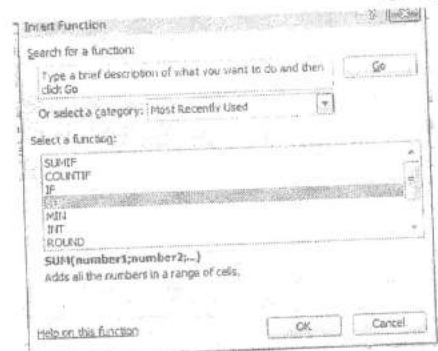 Insert Function
Search for a function:
Type a brief description of what you want to do and then
click Go
Go
Or select a category: Most Recently Used
Select a function:
SUMIF
COUNTIF
IF
MIN
INT
ROUND
SUM(number1;number2;...)
Adds all the numbers in a range of cells.
Help on this function
OK
Cancel